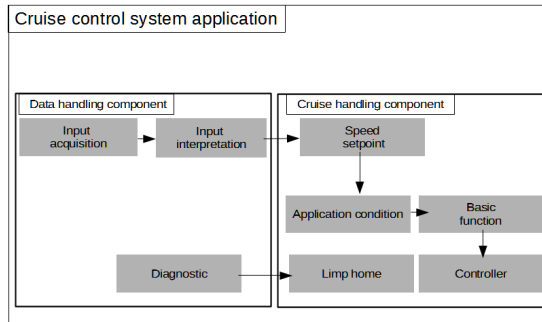 Cruise control system application
Data handling component
Cruise handling component
Input
acquisition
Input
interpretation
Speed
setpoint
Application condition
Basic
function
Diagnostic
Limp home
Controller